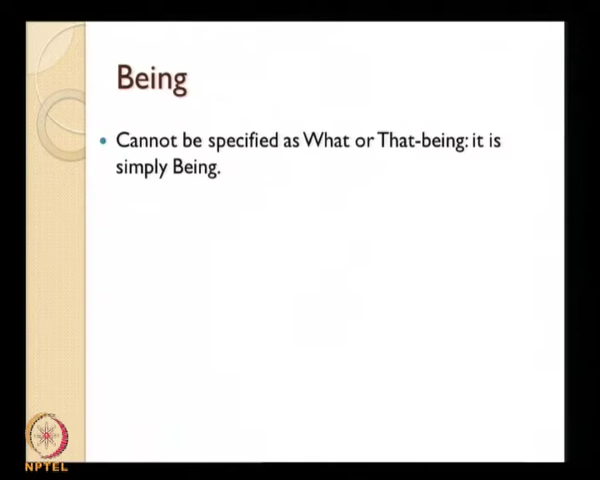 Being
Cannot be specified as What or That-being: it is
simply Being.
NPTEL